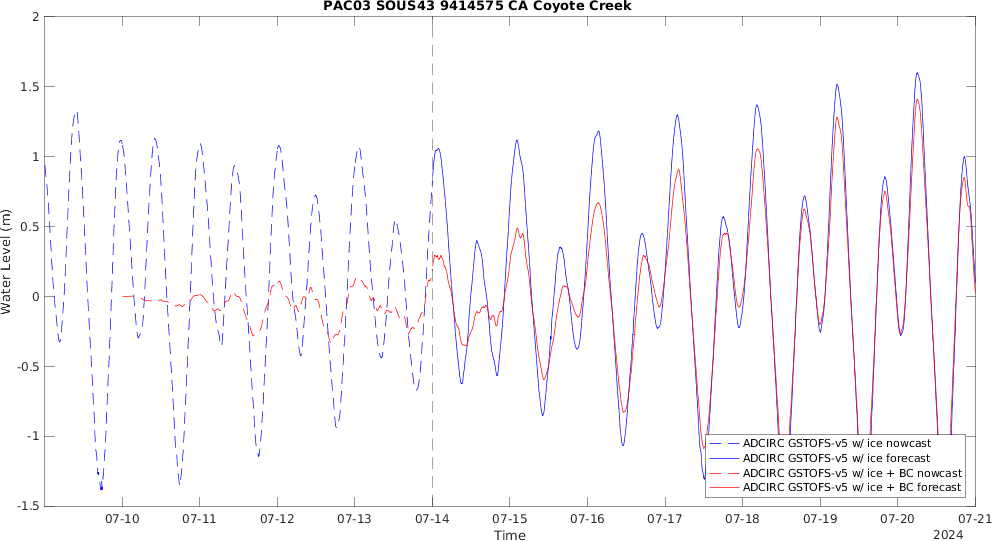 PAC03 SOUS43 9414575 CA Coyote Creek
2
1.5
1
0.5
0
-0.5
-1
-1.5
Water Level (m)
ADCIRC GSTOFS-v5 w/ ice nowcast
ADCIRC GSTOFS-v5 w/ ice forecast
ADCIRC GSTOFS-v5 w/ ice + BC nowcast
ADCIRC GSTOFS-v5 w/ ice + BC forecast
07-10 07-11 07-12 07-13 07-14 07-15 07-16 07-17 07-18 07-19 07-20 07-21
Time
2024